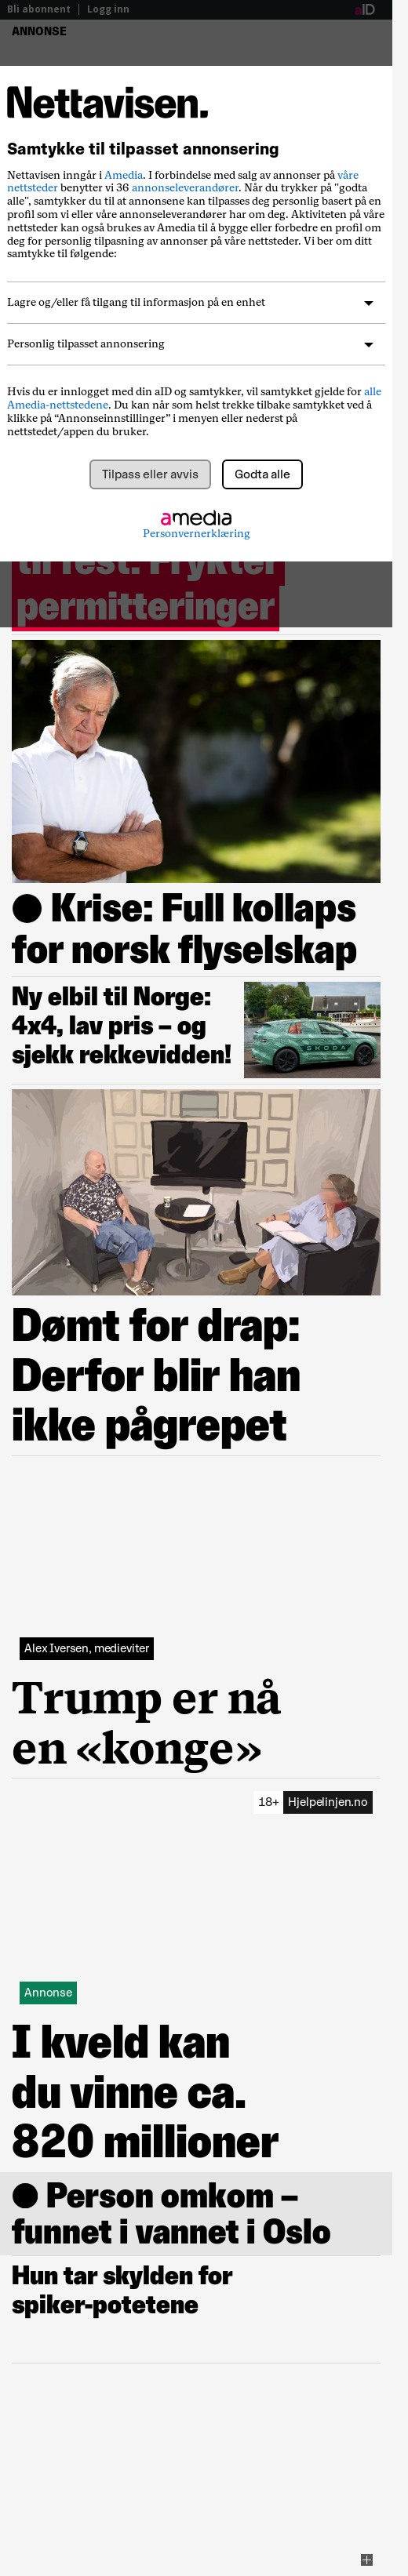 Bli abonnent | Logg inn
aID
ANNONSE
Nettavisen.
Samtykke til tilpasset annonsering
Nettavisen inngår i Amedia. I forbindelse med salg av annonser på våre
nettsteder benytter vi 36 annonseleverandører. Når du trykker på "godta
alle", samtykker du til at annonser kan tilpasses deg personlig basert på en
profil som vi eller våre annonseleverandører har om deg. Aktiviteten på våre
nettsteder kan også brukes av Amedia til å bygge eller forbedre en profil om
deg for personlig tilpasning av annonser på våre nettsteder. Vi ber om ditt
samtykke til følgende:
Lagre og/eller få tilgang til informasjon på en enhet
Personlig tilpasset annonsering
Hvis du er innlogget med din aID og samtykker, vil samtykket gjelde for alle
Amedia-nettstedene. Du kan når som helst trekke tilbake samtykket ved å
klikke på “Annonseinnstillinger” i menyen eller nederst på
nettstedet/appen du bruker.
Tilpass eller avvis
Godta alle
amedia
Personvernerklæring
til fest: Frykter
permitteringer
Krise: Full kollaps
for norsk flyselskap
Ny elbil til Norge:
4x4, lav pris – og
sjekk rekkevidden!
SKODA
Dømt for drap:
Derfor blir han
ikke pågrepet
Alex Iversen, medieviter
Trump er nå
en «konge»
18+ Hjelpelinjen.no
Annonse
I kveld kan
du vinne ca.
820 millioner
Person omkom –
funnet i vannet i Oslo
Hun tar skylden for
spiker-potetene